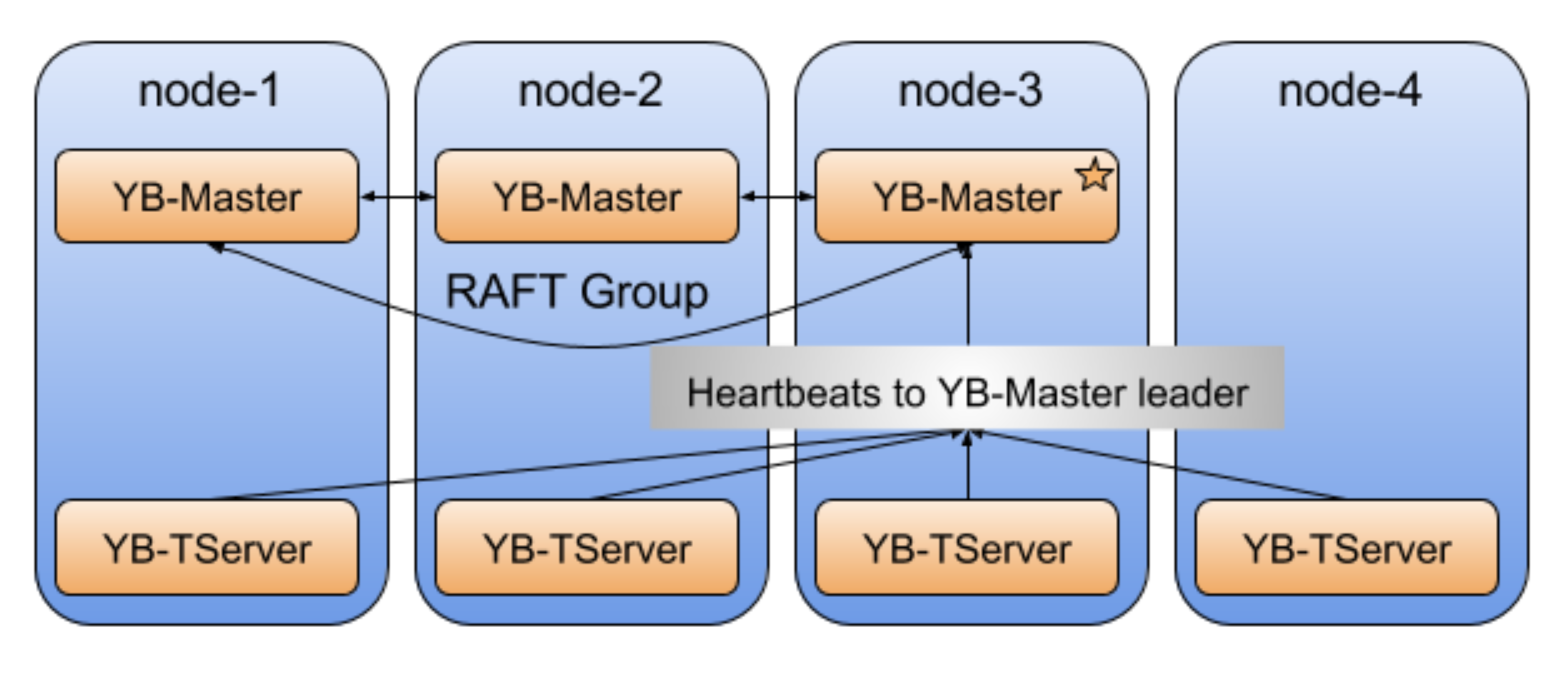 node-1
node-2
node-3
node-4
YB-Master
YB-Master
YB-Master
RAFT Group
Heartbeats to YB-Master leader
YB-TServer
YB-TServer
YB-TServer
YB-TServer